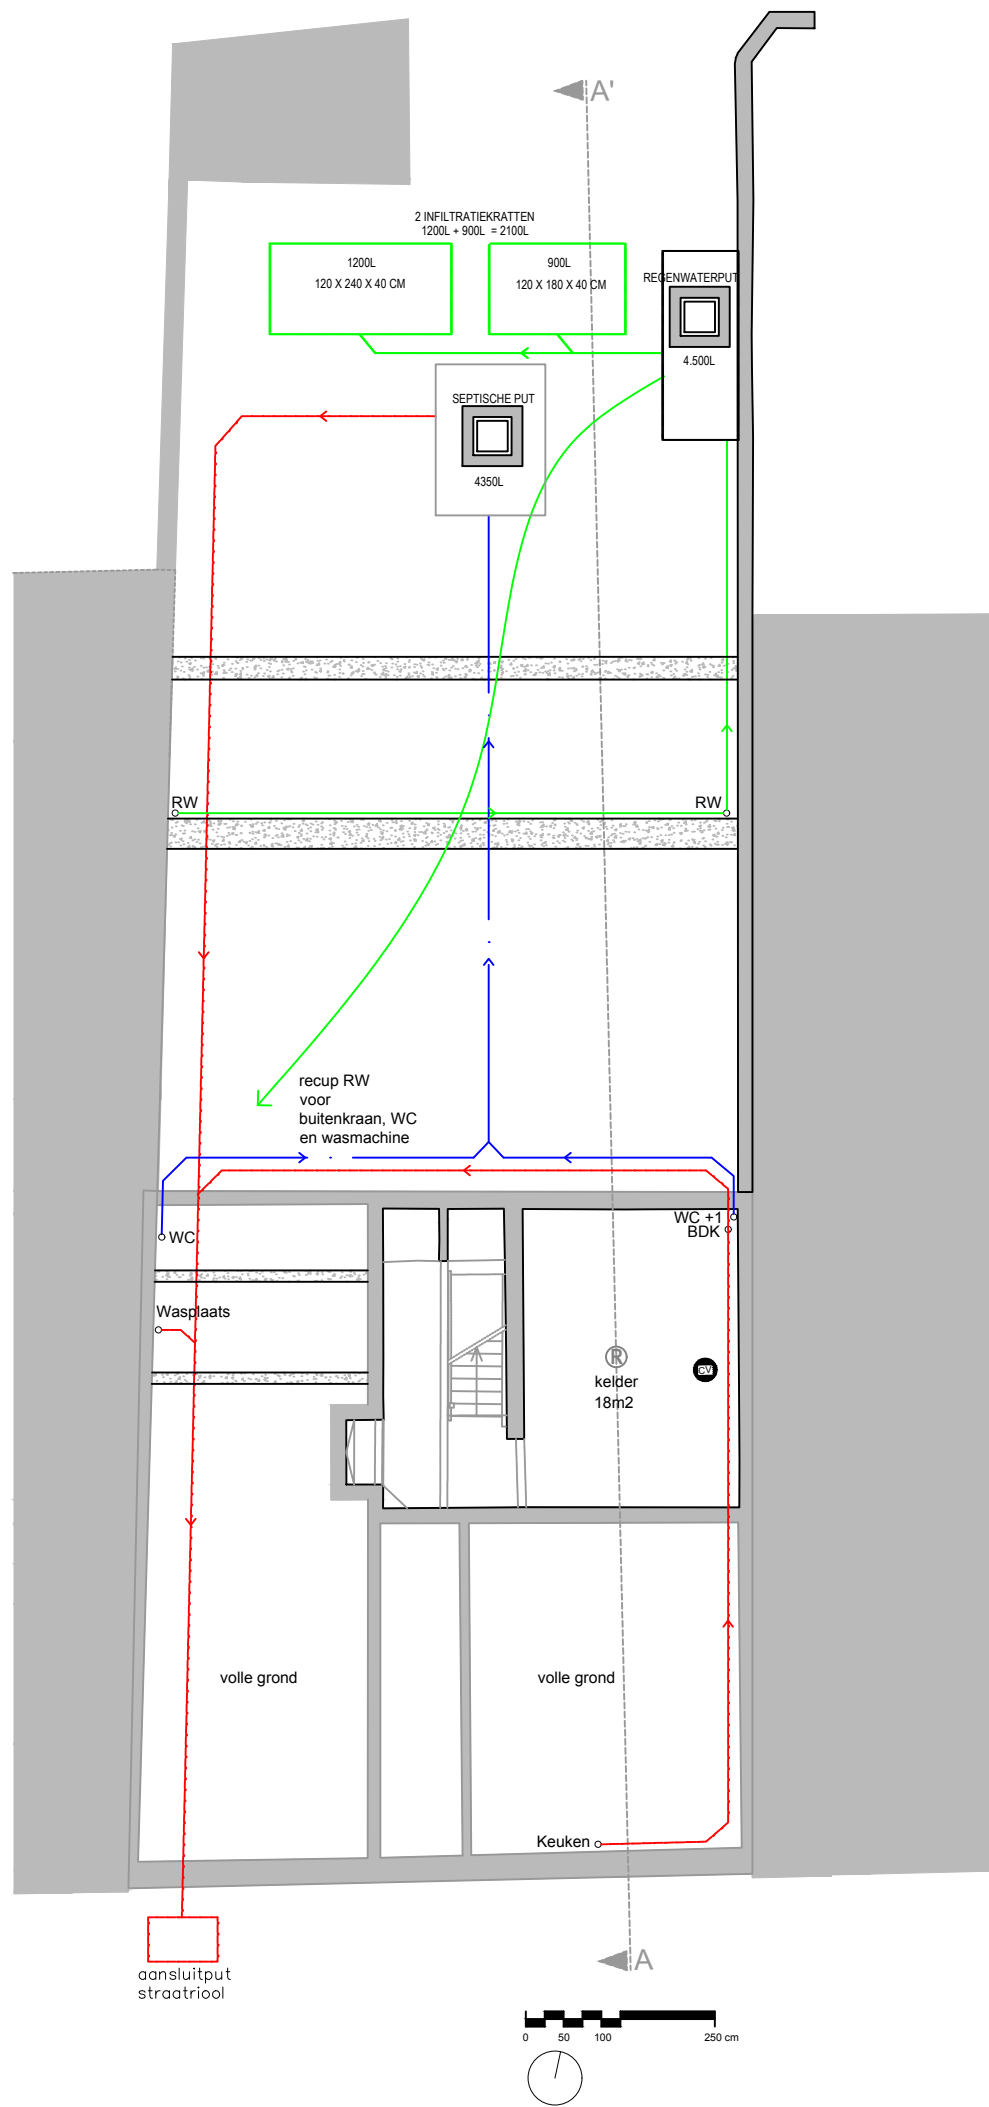 A'
2 INFILTRATIEKRATTEN
1200L + 900L = 2100L
1200L
120 X 240 X 40 CM
900L
120 X 180 X 40 CM
REGENWATERPUT
4.500L
SEPTISCHE PUT
4350L
RW
RW
recup RW
voor
buitenkraan, WC
en wasmachine
WC +1
BDK
WC
Wasplaats
R
kelder
18m2
CV
volle grond
volle grond
Keuken
A
aansluitput
straatriool
0 50 100 250 cm